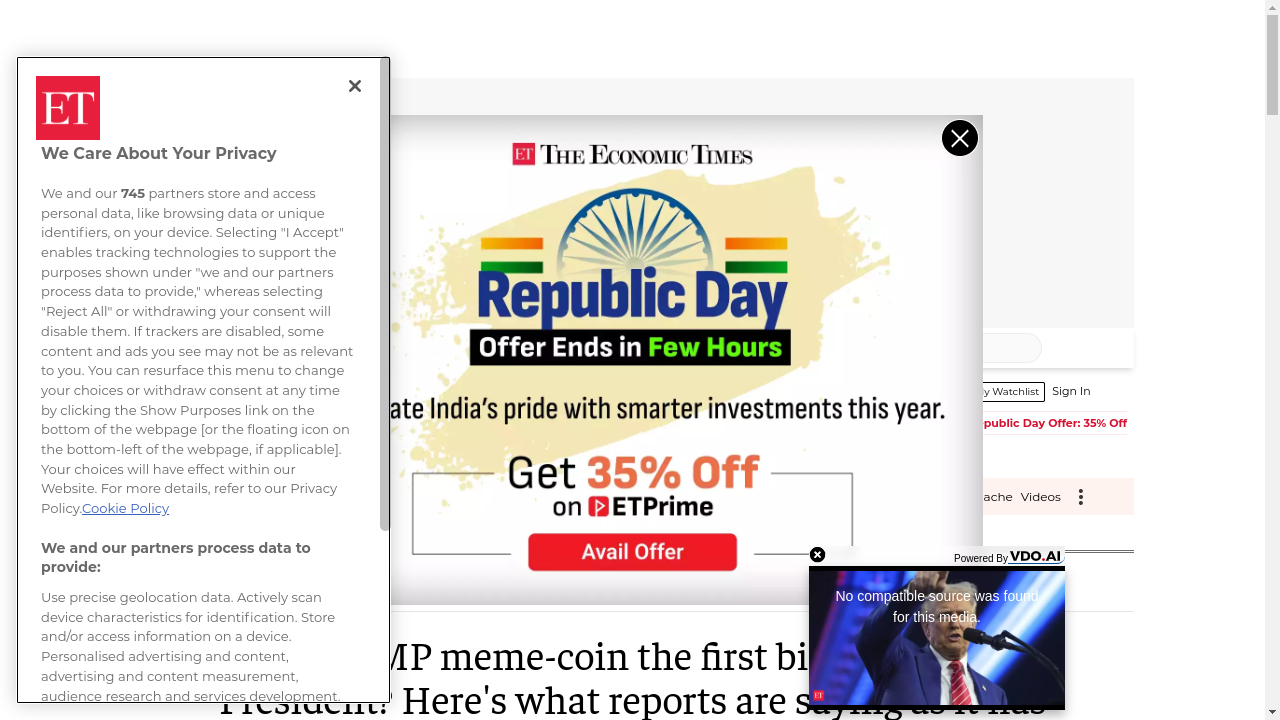 ET
We Care About Your Privacy
We and our 745 partners store and access
personal data, like browsing data or unique
identifiers, on your device. Selecting "I Accept"
enables tracking technologies to support the
purposes shown under "we and our partners
process data to provide," whereas selecting
"Reject All" or withdrawing your consent will
disable them. If trackers are disabled, some
content and ads you see may not be as relevant
to you. You can resurface this menu to change
your choices or withdraw consent at any time
by clicking the Show Purposes link on the
bottom of the webpage [or the floating icon on
the bottom-left of the webpage, if applicable].
Your choices will have effect within our
Website. For more details, refer to our Privacy
Policy.Cookie Policy
We and our partners process data to
provide:
Use precise geolocation data. Actively scan
device characteristics for identification. Store
and/or access information on a device.
Personalised advertising and content,
advertising and content measurement,
audience research and services development.
ET THE ECONOMIC TIMES
Republic Day
Offer Ends in Few Hours
ate India's pride with smarter investments this year.
Get 35% Off
on ETPrime
Avail Offer
y Watchlist Sign In
public Day Offer: 35% Off
ache Videos
Powered By VDO.AI
No compatible source was found
for this media.
ET
MP meme-coin the first bi
President? Here's what reports are saying as it has